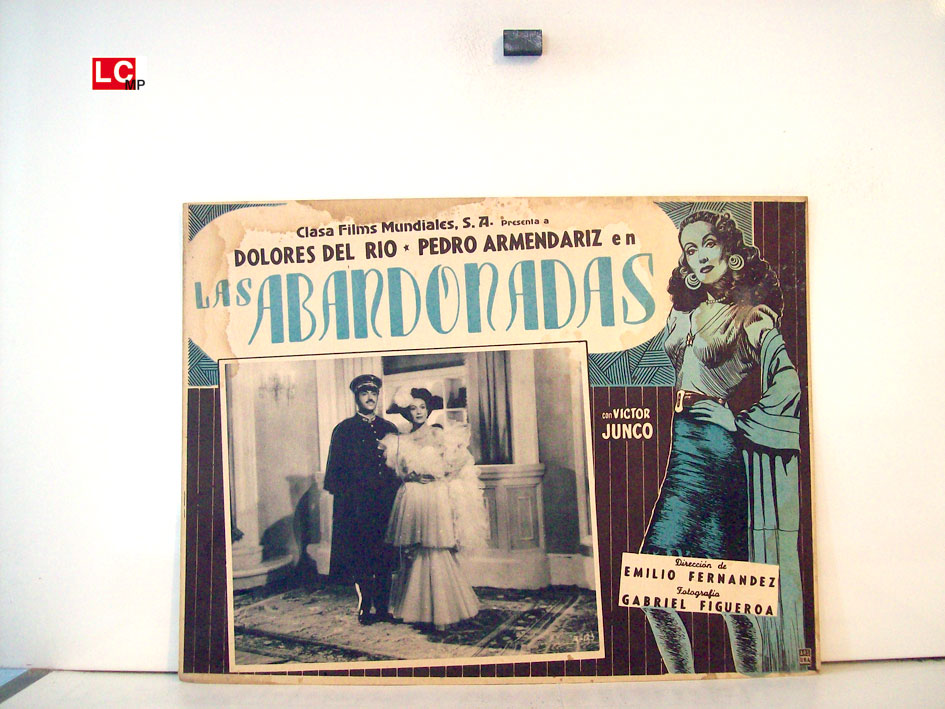 LC
MP
Clasa Films Mundiales, S. A. Presenta a
DOLORES DEL RIO * PEDRO ARMENDARIZ en
LAS ABANDONADAS
con VICTOR
JUNCO
Dirección de
EMILIO FERNANDEZ
Fotografía
GABRIEL FIGUEROA